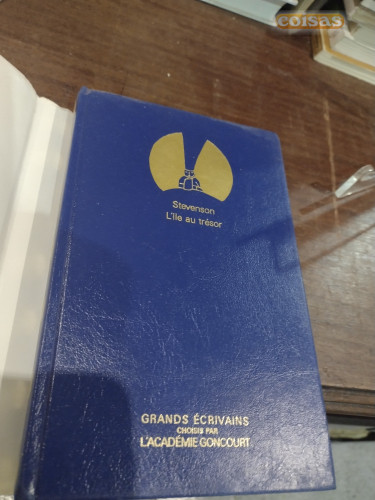 coisas
Stevenson
L'île au trésor
GRANDS ÉCRIVAINS
CHOISIS PAR
L'ACADÉMIE GONCOURT